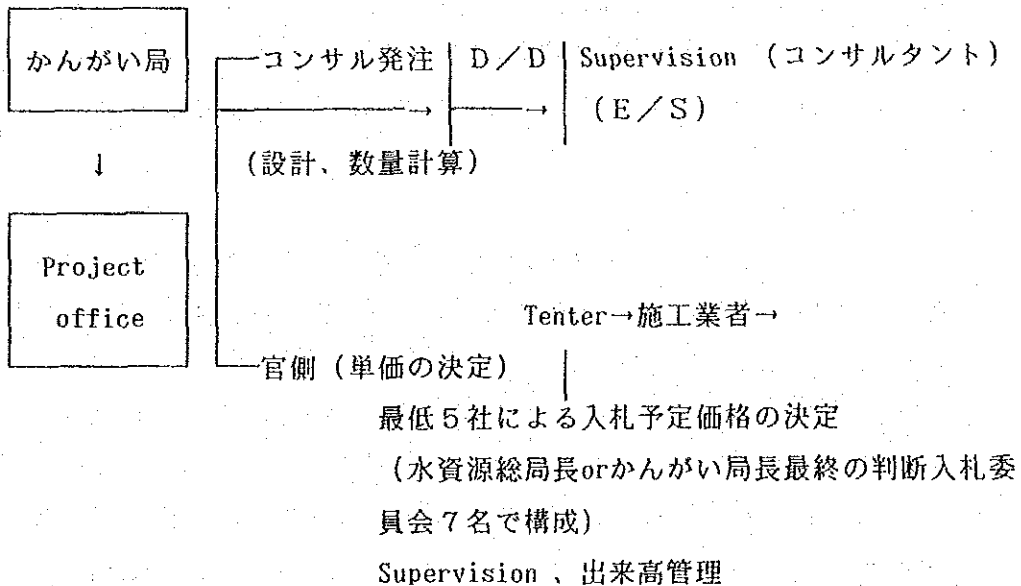 かんがい局
コンサル発注 D/D Supervision (コンサルタント)
(E/S)
↓ (設計、数量計算)
Project
office
Tenter→施工業者→
官側(単価の決定)
最低5社による入札予定価格の決定
(水資源総局長orかんがい局長最終の判断入札委
員会7名で構成)
Supervision 、出来高管理